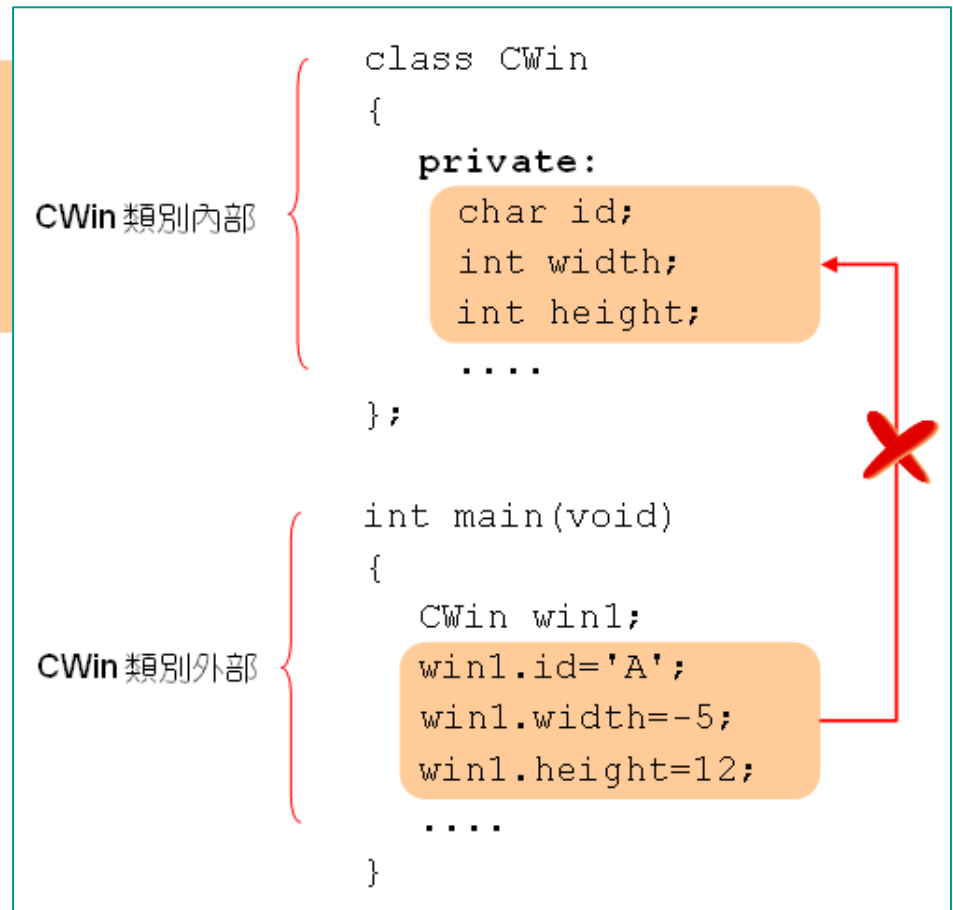 class CWin
{
private:
CWin 類別內部
char id;
int width;
int height;
....
};
int main(void)
{
CWin win1;
CWin 類別外部
win1.id='A';
win1.width=-5;
win1.height=12;
....
}